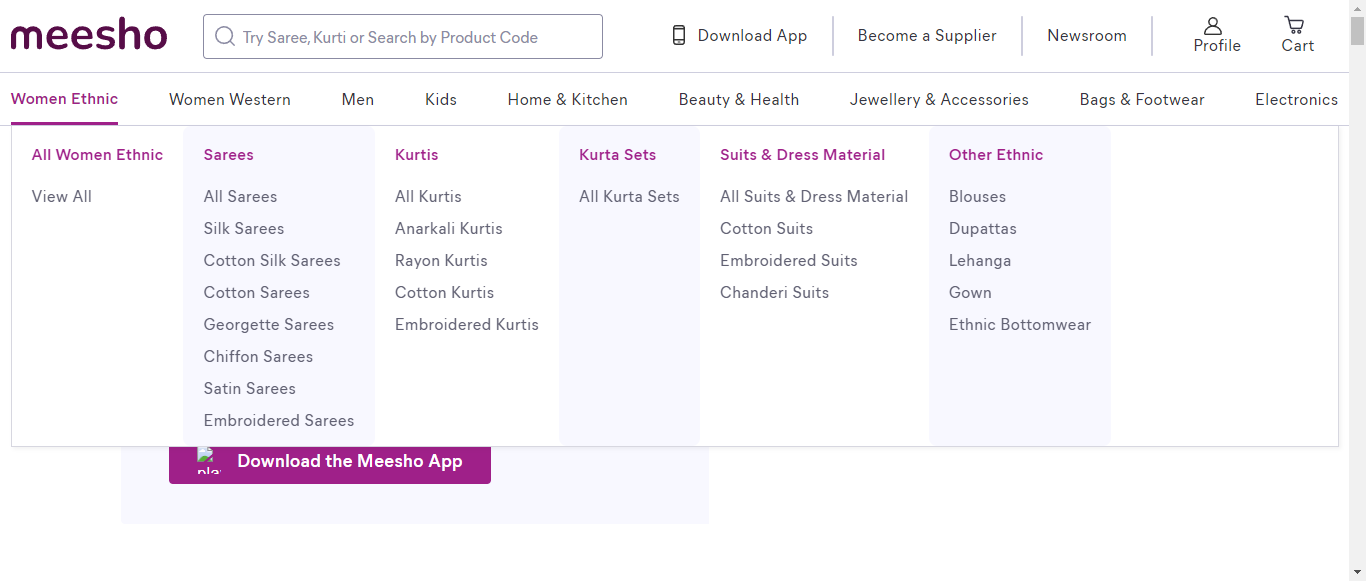 meesho
Try Saree, Kurti or Search by Product Code
Download App
Become a Supplier
Newsroom
Profile
Cart
Women Ethnic
Women Western
Men
Kids
Home & Kitchen
Beauty & Health
Jewellery & Accessories
Bags & Footwear
Electronics
All Women Ethnic
View All
Sarees
All Sarees
Silk Sarees
Cotton Silk Sarees
Cotton Sarees
Georgette Sarees
Chiffon Sarees
Satin Sarees
Embroidered Sarees
Kurtis
All Kurtis
Anarkali Kurtis
Rayon Kurtis
Cotton Kurtis
Embroidered Kurtis
Kurta Sets
All Kurta Sets
Suits & Dress Material
All Suits & Dress Material
Cotton Suits
Embroidered Suits
Chanderi Suits
Other Ethnic
Blouses
Dupattas
Lehanga
Gown
Ethnic Bottomwear
Download the Meesho App